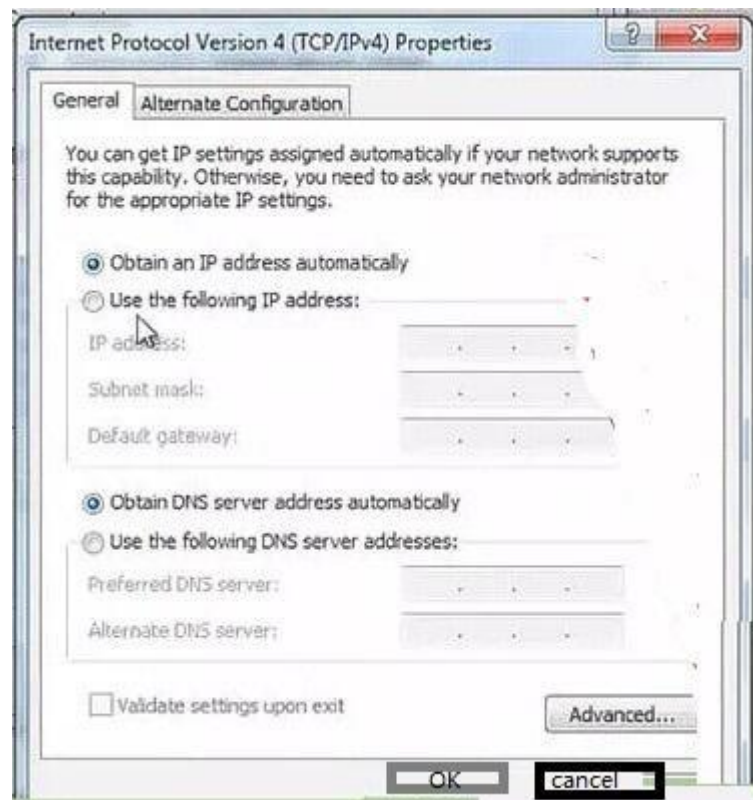 Internet Protocol Version 4 (TCP/IPv4) Properties
General
Alternate Configuration
You can get IP settings assigned automatically if your network supports
this capability. Otherwise, you need to ask your network administrator
for the appropriate IP settings.
Obtain an IP address automatically
Use the following IP address:
IP address:
Subnet mask:
Default gateway:
Obtain DNS server address automatically
Use the following DNS server addresses:
Preferred DNS server:
Alternate DNS server:
Validate settings upon exit
Advanced...
OK
cancel